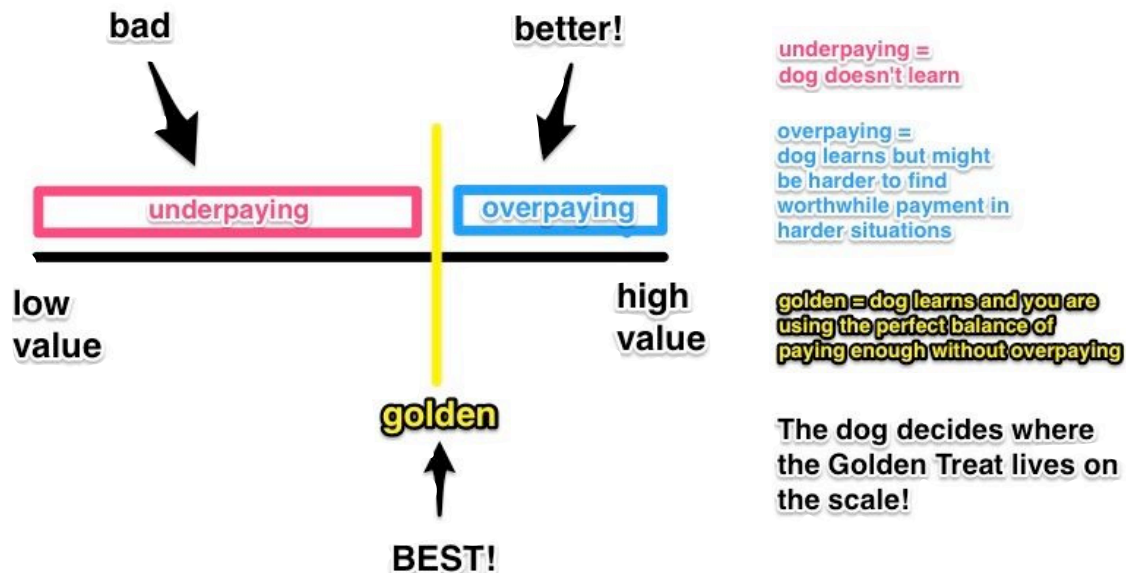 bad
better!
underpaying
overpaying
low
value
high
value
golden
BEST!
underpaying =
dog doesn't learn
overpaying =
dog learns but might
be harder to find
worthwhile payment in
harder situations
golden = dog learns and you are
using the perfect balance of
paying enough without overpaying
The dog decides where
the Golden Treat lives on
the scale!